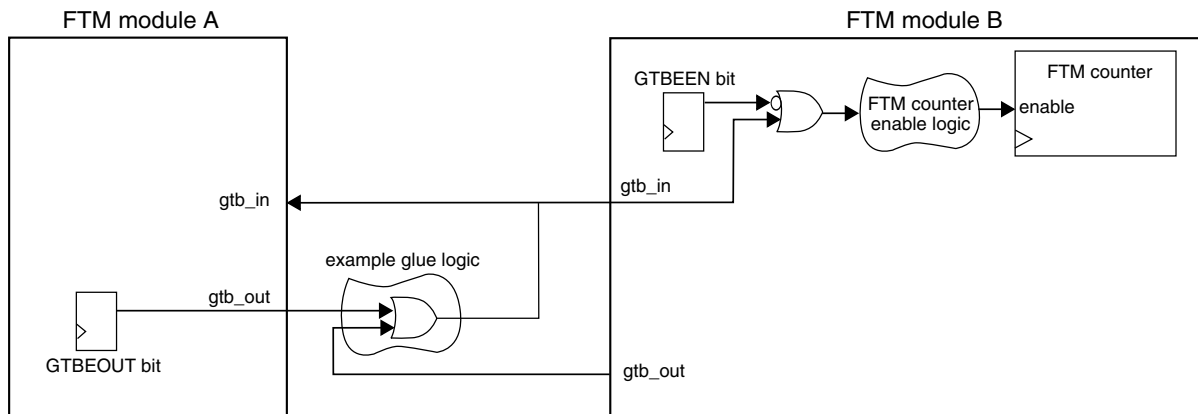 FTM module A
FTM module B
GTBEEN bit
FTM counter
enable
FTM counter
enable logic
gtb_in
gtb_in
example glue logic
gtb_out
GTBEOUT bit
gtb_out